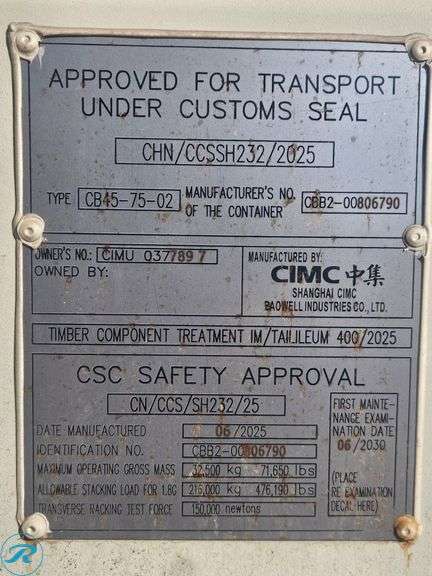 APPROVED FOR TRANSPORT
UNDER CUSTOMS SEAL
CHN/CCSSH232/2025
TYPE CB45-75-02 MANUFACTURER'S NO. OF THE CONTAINER CBB2-00806790
OWNER'S NO.: CIMU 037789 7
OWNED BY:
MANUFACTURED BY:
CIMC 中集
SHANGHAI CIMC
BAOWELL INDUSTRIES CO., LTD.
TIMBER COMPONENT TREATMENT IM/TAILILEUM 400/2025
CSC SAFETY APPROVAL
CN/CCS/SH232/25
DATE MANUFACTURED 06/2025
IDENTIFICATION NO. CBB2-00806790
MAXIMUM OPERATING GROSS MASS 32,500 kg 71,650 lbs
ALLOWABLE STACKING LOAD FOR 1.8G 216,000 kg 476,190 lbs
TRANSVERSE RACKING TEST FORCE 150,000 newtons
FIRST MAINTE-
NANCE EXAMI-
NATION DATE
06/2030
(PLACE
RE EXAMINATION
DECAL HERE)
R